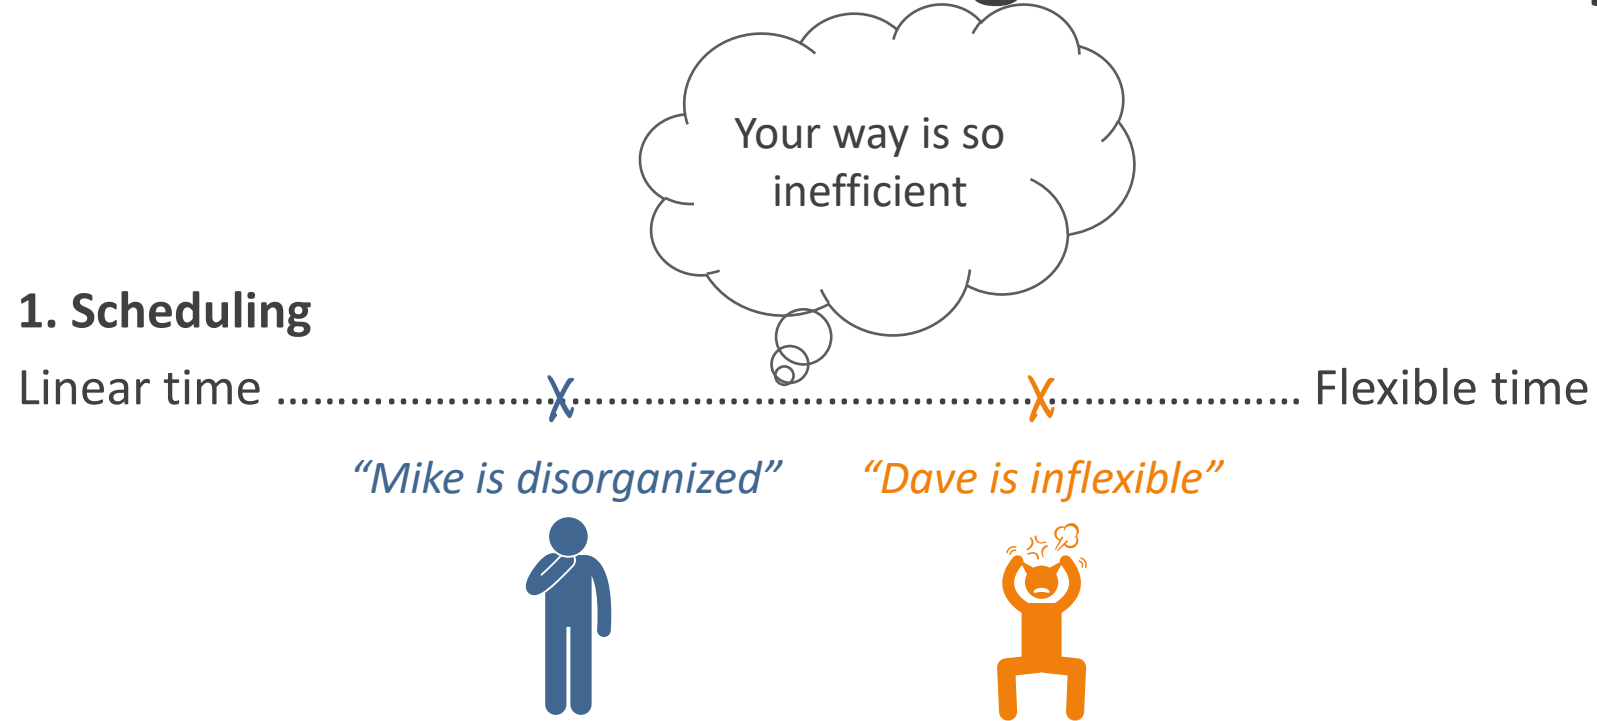 Your way is so
inefficient
1. Scheduling
Linear time ........................................................................................ Flexible time
“Mike is disorganized” “Dave is inflexible”